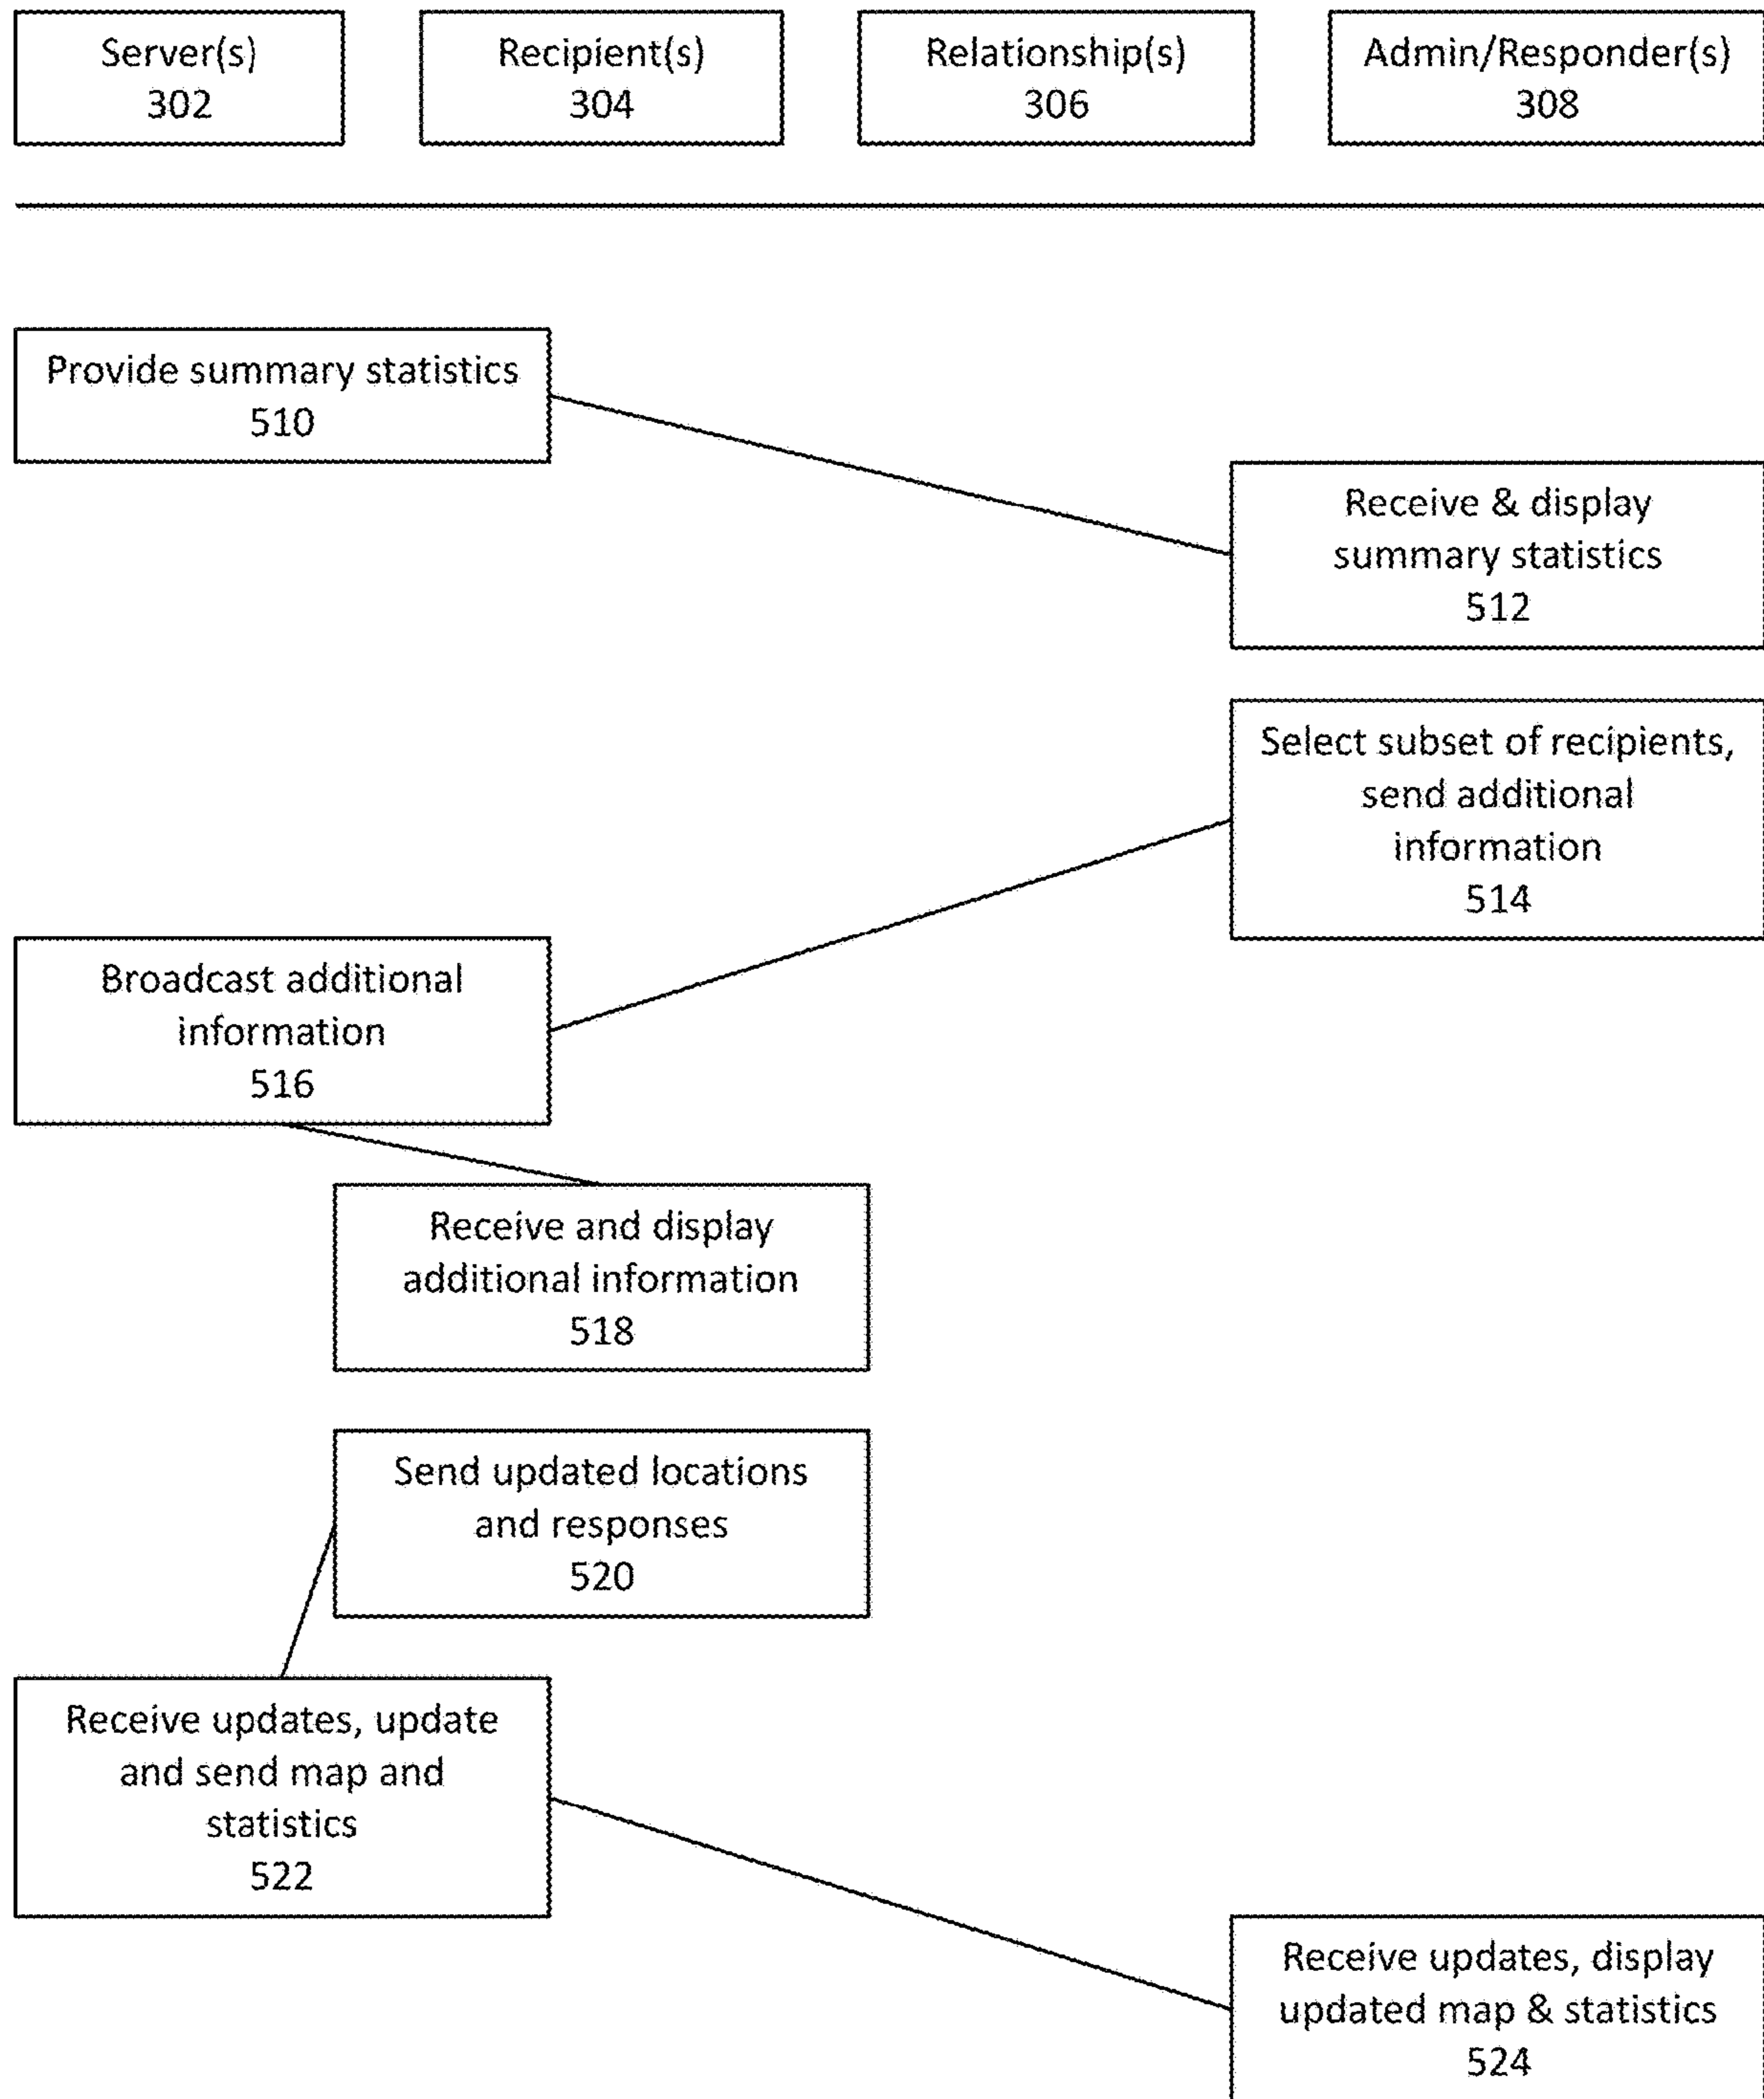 Server(s)
302
Recipient(s)
304
Relationship(s)
306
Admin/Responder(s)
308
Provide summary statistics
510
Receive & display
summary statistics
512
Select subset of recipients,
send additional
information
514
Broadcast additional
information
516
Receive and display
additional information
518
Send updated locations
and responses
520
Receive updates, update
and send map and
statistics
522
Receive updates, display
updated map & statistics
524